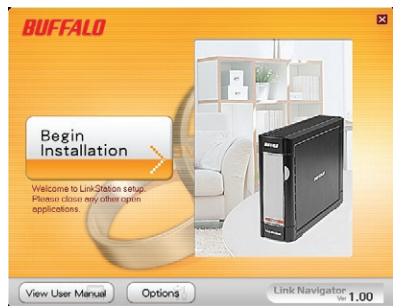 BUFFALO
Begin
Installation
Welcome to LinkStation setup.
Please close any other open
applications.
View User Manual
Options
Link Navigator
Ver 1.00